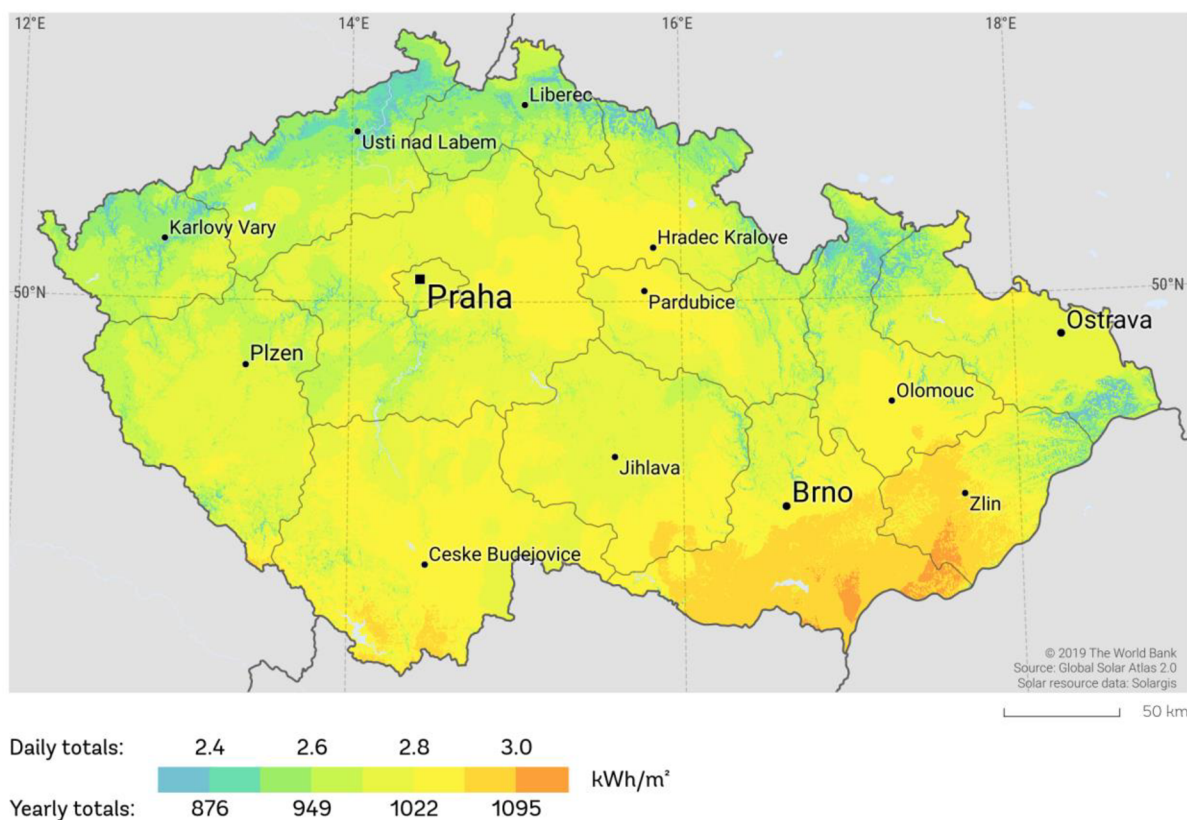 12°E 14°E 16°E 18°E
Liberec
Usti nad Labem
Karlovy Vary
Hradec Kralove
50°N 50°N
Praha
Pardubice
Ostrava
Plzen
Olomouc
Jihlava
Brno
Zlin
Ceske Budejovice
© 2019 The World Bank
Source: Global Solar Atlas 2.0
Solar resource data: Solargis
50 km
Daily totals: 2.4 2.6 2.8 3.0
kWh/m²
Yearly totals: 876 949 1022 1095